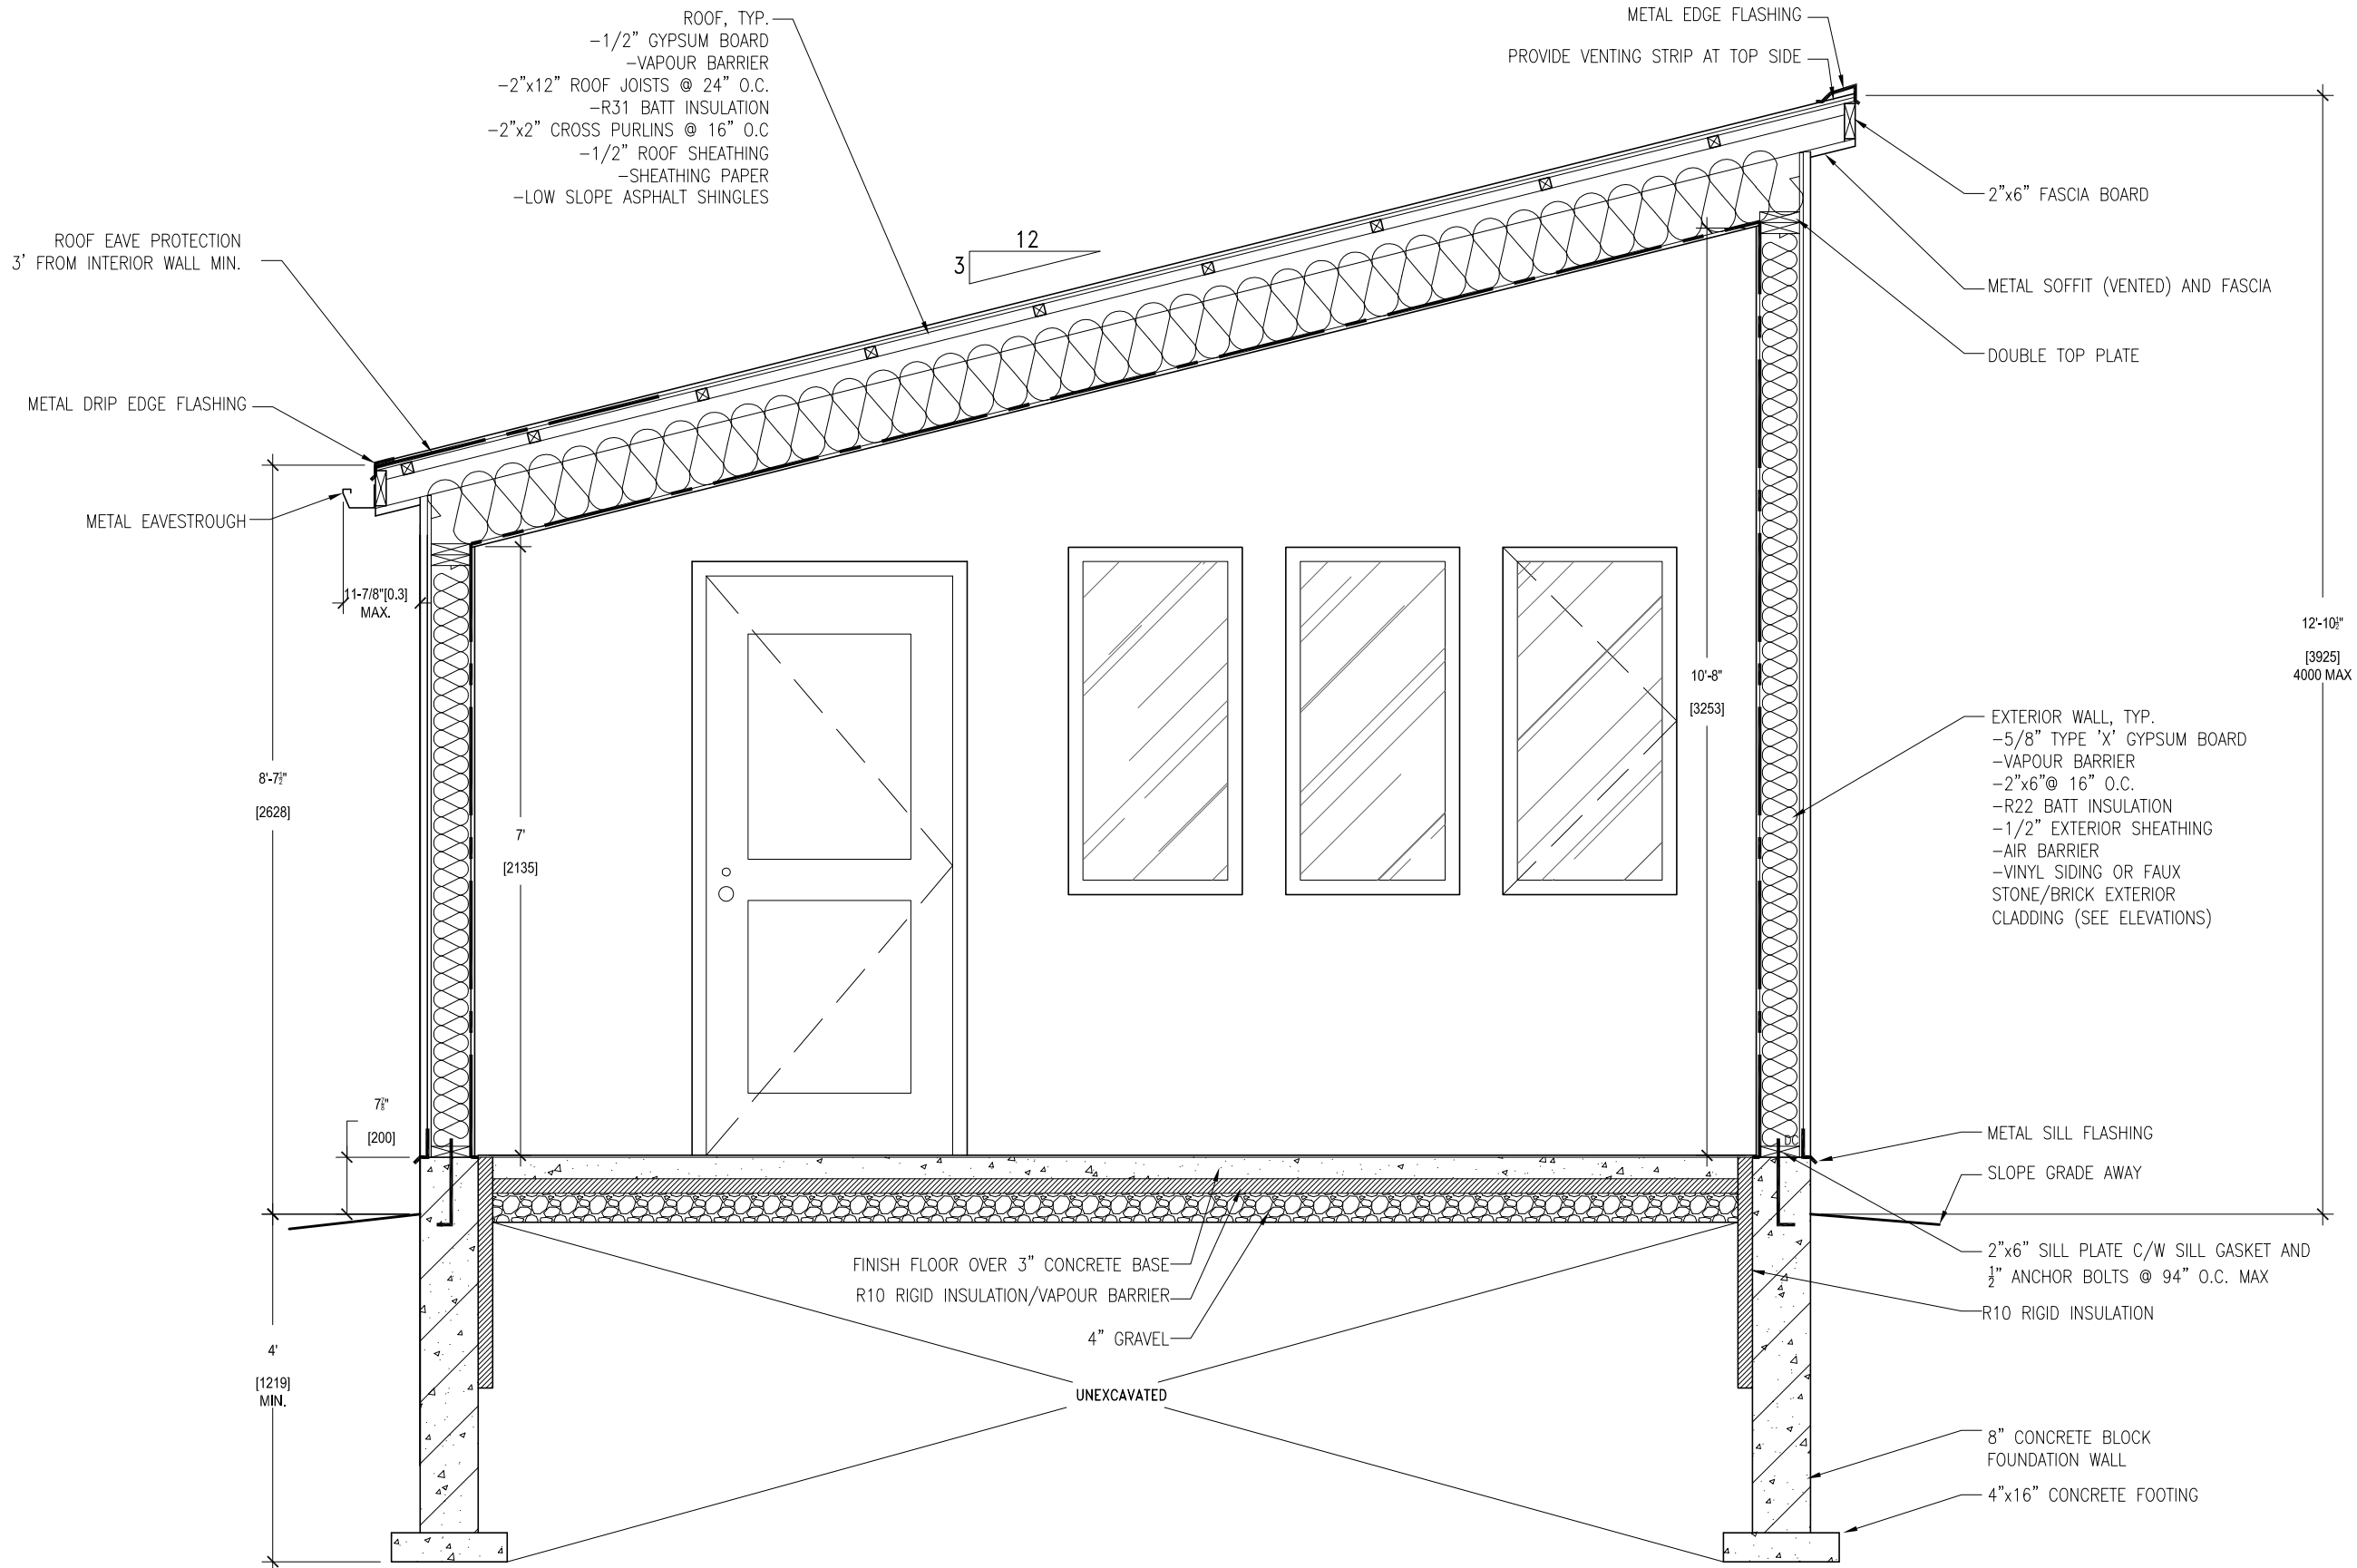 ROOF, TYP.
-1/2" GYPSUM BOARD
-VAPOUR BARRIER
-2"x12" ROOF JOISTS @ 24" O.C.
-R31 BATT INSULATION
-2"x2" CROSS PURLINS @ 16" O.C
-1/2" ROOF SHEATHING
-SHEATHING PAPER
-LOW SLOPE ASPHALT SHINGLES
METAL EDGE FLASHING
PROVIDE VENTING STRIP AT TOP SIDE
2"x6" FASCIA BOARD
ROOF EAVE PROTECTION
3' FROM INTERIOR WALL MIN.
12
3
METAL SOFFIT (VENTED) AND FASCIA
DOUBLE TOP PLATE
METAL DRIP EDGE FLASHING
METAL EAVESTROUGH
11-7/8"[0.3]
MAX.
12'-10½"
[3925]
4000 MAX
10'-8"
[3253]
8'-7½"
[2628]
7'
[2135]
EXTERIOR WALL, TYP.
-5/8" TYPE 'X' GYPSUM BOARD
-VAPOUR BARRIER
-2"x6"@ 16" O.C.
-R22 BATT INSULATION
-1/2" EXTERIOR SHEATHING
-AIR BARRIER
-VINYL SIDING OR FAUX
STONE/BRICK EXTERIOR
CLADDING (SEE ELEVATIONS)
7⅞"
[200]
DC
METAL SILL FLASHING
SLOPE GRADE AWAY
FINISH FLOOR OVER 3" CONCRETE BASE
R10 RIGID INSULATION/VAPOUR BARRIER
4" GRAVEL
2"x6" SILL PLATE C/W SILL GASKET AND
½" ANCHOR BOLTS @ 94" O.C. MAX
R10 RIGID INSULATION
4'
[1219]
MIN.
UNEXCAVATED
8" CONCRETE BLOCK
FOUNDATION WALL
4"x16" CONCRETE FOOTING